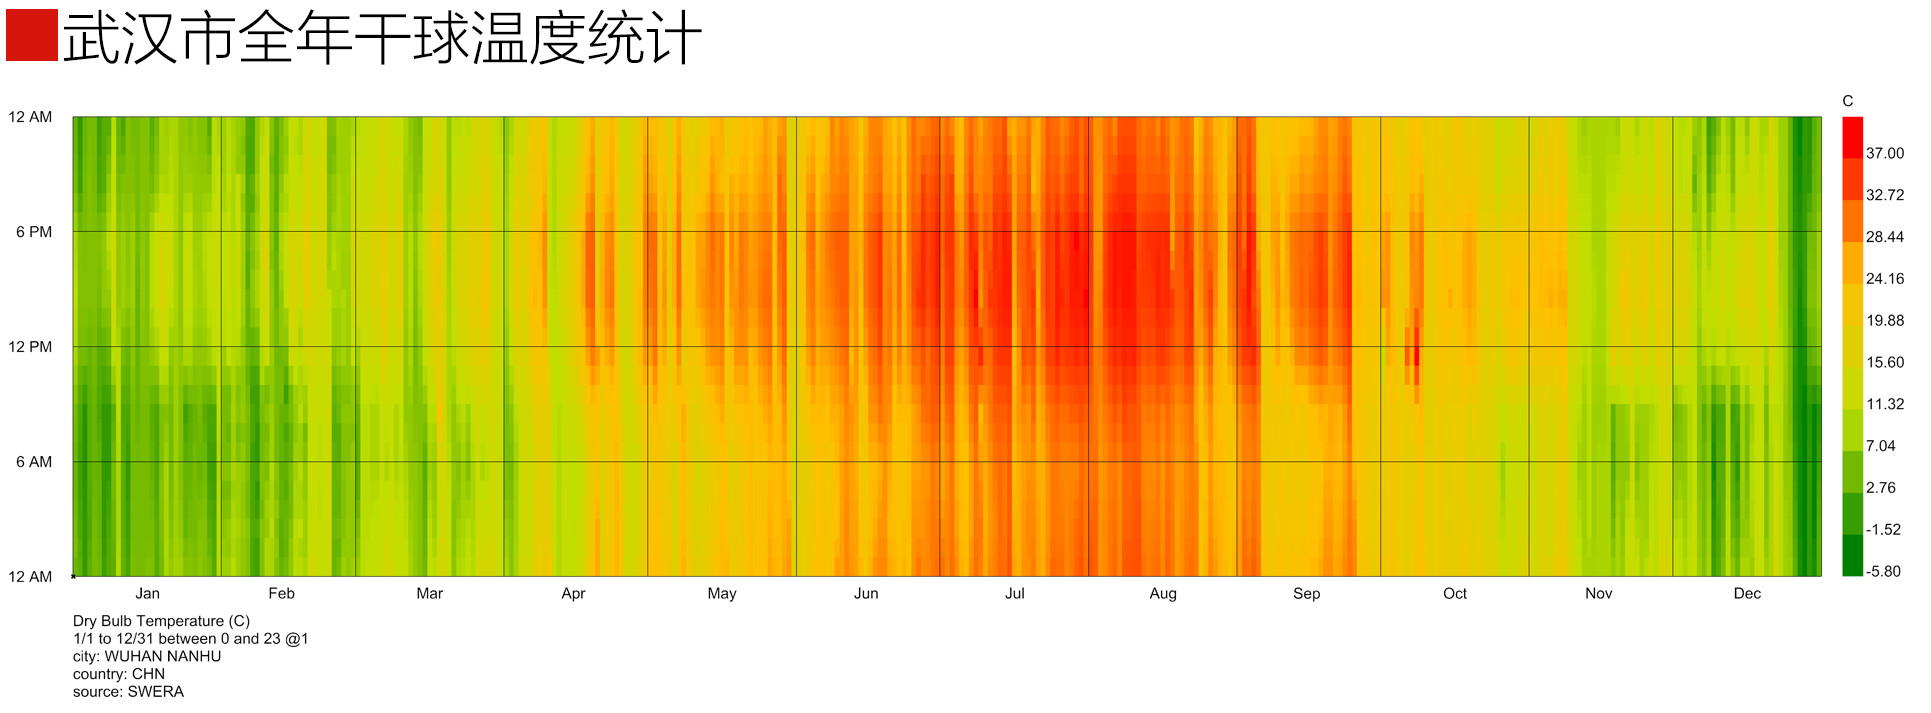 武汉市全年干球温度统计
C
12 AM
6 PM
12 PM
6 AM
12 AM
37.00
32.72
28.44
24.16
19.88
15.60
11.32
7.04
2.76
-1.52
-5.80
Jan Feb Mar Apr May Jun Jul Aug Sep Oct Nov Dec
Dry Bulb Temperature (C)
1/1 to 12/31 between 0 and 23 @1
city: WUHAN NANHU
country: CHN
source: SWERA